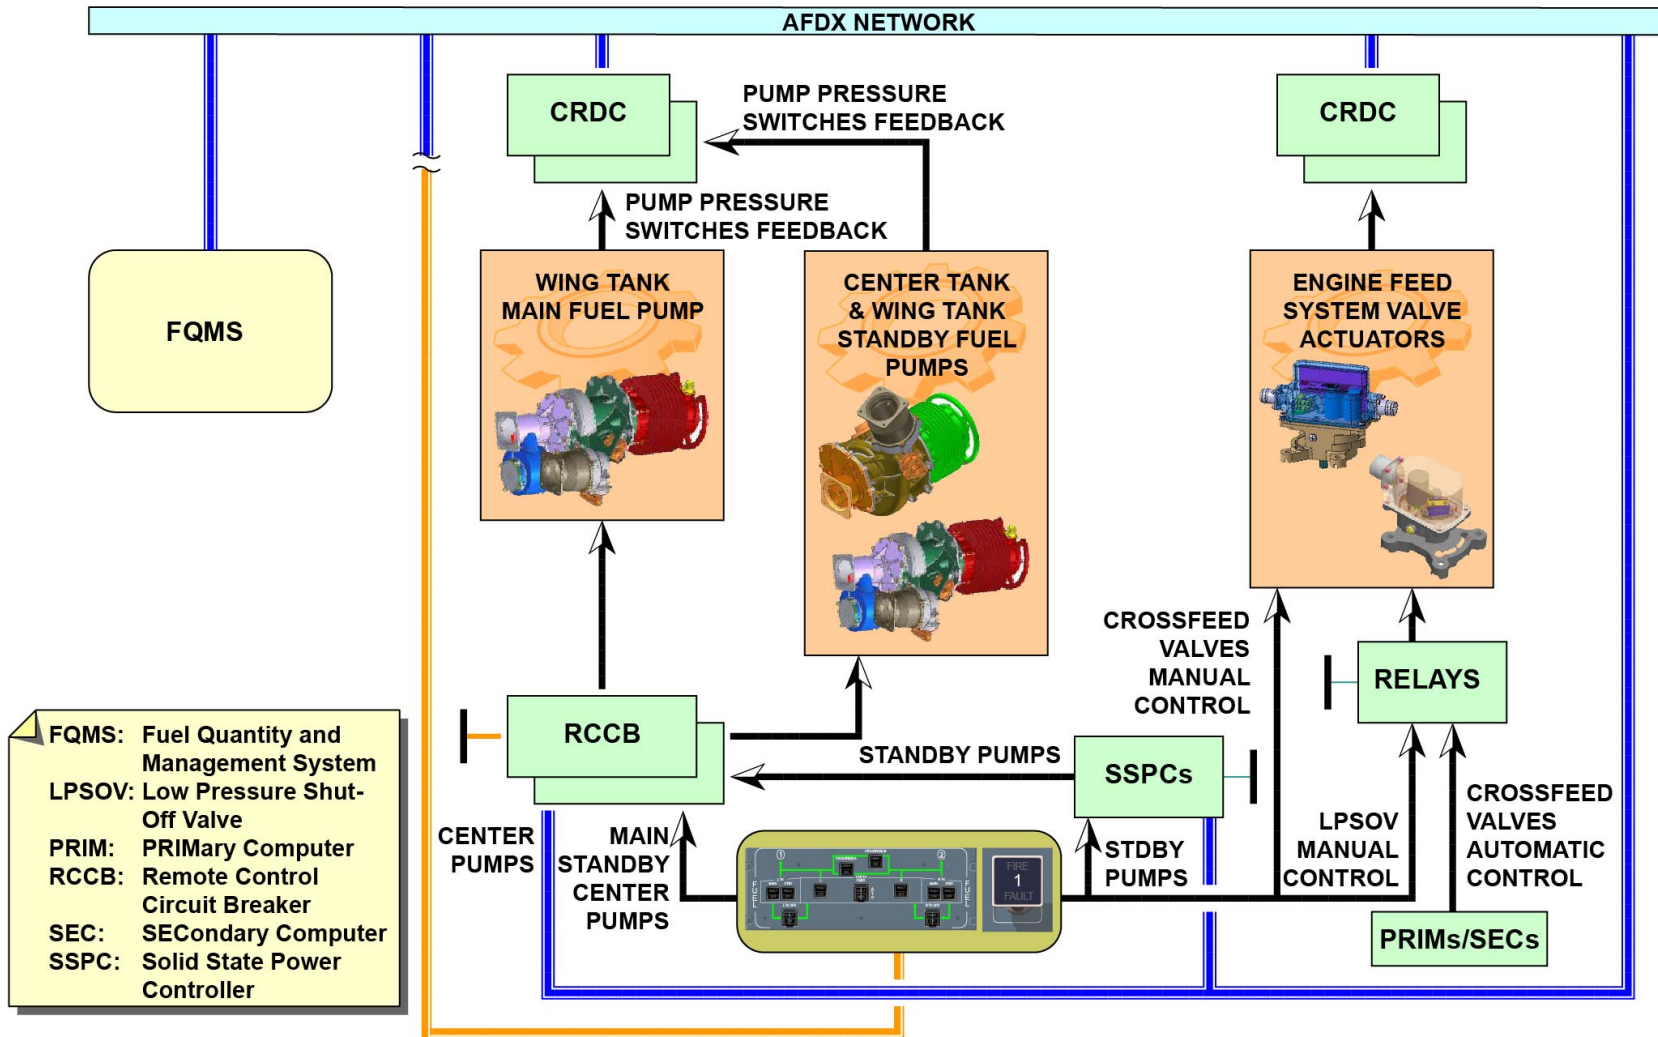 AFDX NETWORK
CRDC
PUMP PRESSURE
SWITCHES FEEDBACK
CRDC
PUMP PRESSURE
SWITCHES FEEDBACK
FQMS
WING TANK
MAIN FUEL PUMP
CENTER TANK
& WING TANK
STANDBY FUEL
PUMPS
ENGINE FEED
SYSTEM VALVE
ACTUATORS
CROSSFEED
VALVES
MANUAL
CONTROL
RELAYS
RCCB
STANDBY PUMPS
SSPCs
CENTER
PUMPS
MAIN
STANDBY
CENTER
PUMPS
STDBY
PUMPS
LPSOV
MANUAL
CONTROL
CROSSFEED
VALVES
AUTOMATIC
CONTROL
1
2
FUEL
FUEL
FIRE
1
FAULT
PRIMs/SECs
FQMS: Fuel Quantity and
Management System
LPSOV: Low Pressure Shut-
Off Valve
PRIM: PRIMary Computer
RCCB: Remote Control
Circuit Breaker
SEC: SECondary Computer
SSPC: Solid State Power
Controller